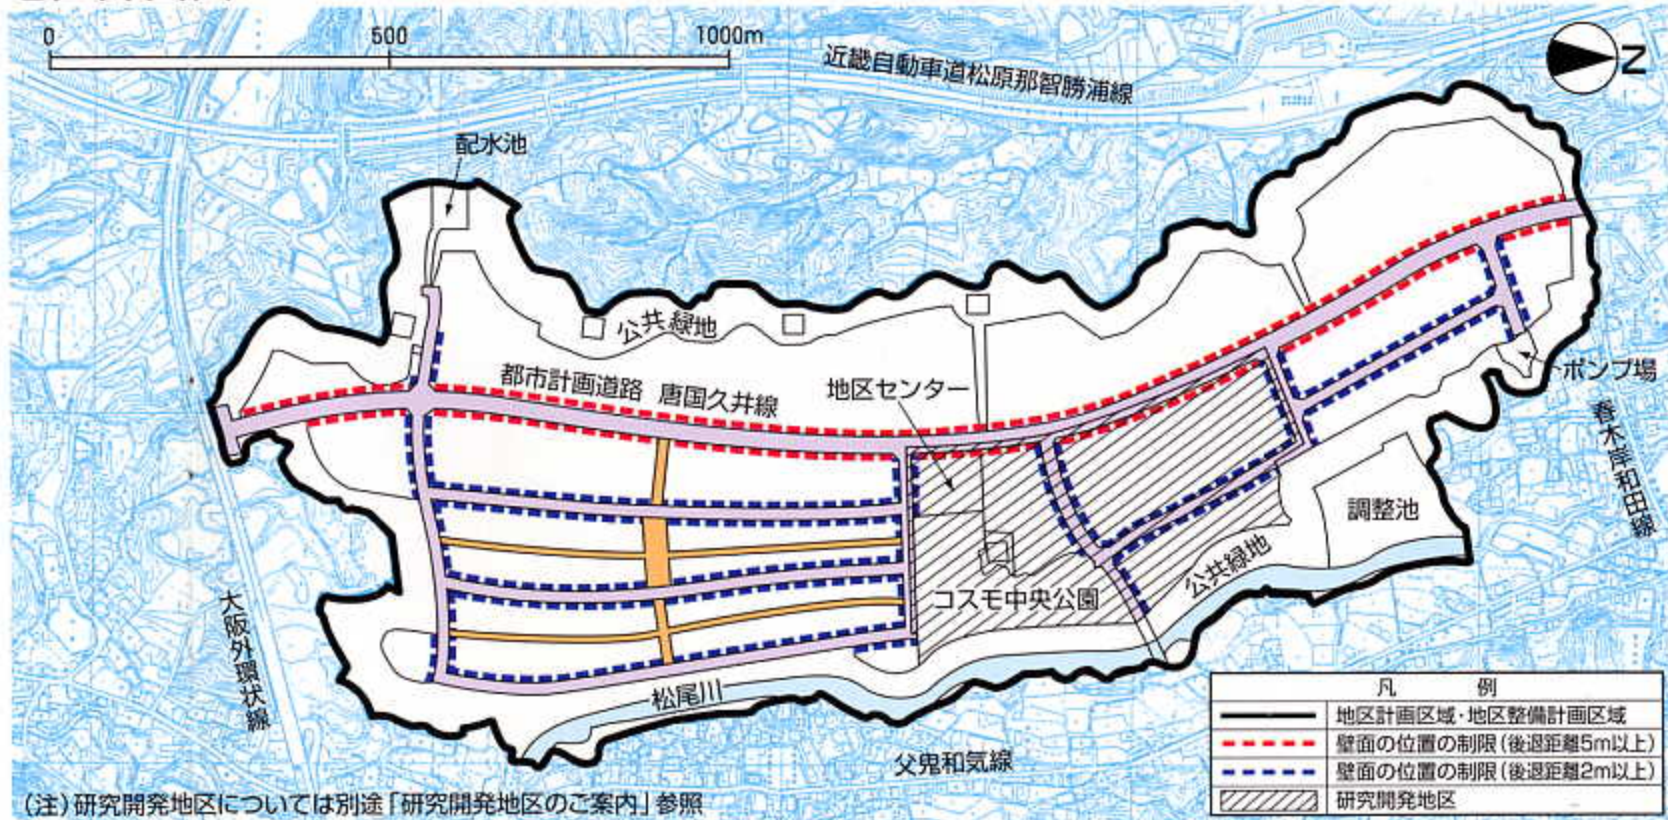 0 500 1000m
近畿自動車道松原那智勝浦線
N
配水池
公共緑地
都市計画道路 唐国久井線
地区センター
ポンプ場
春木岸和田線
調整池
公共緑地
コスモ中央公園
大阪外環状線
松尾川
父鬼和気線
凡 例
地区計画区域・地区整備計画区域
壁面の位置の制限(後退距離5m以上)
壁面の位置の制限(後退距離2m以上)
研究開発地区
(注)研究開発地区については別途「研究開発地区のご案内」参照